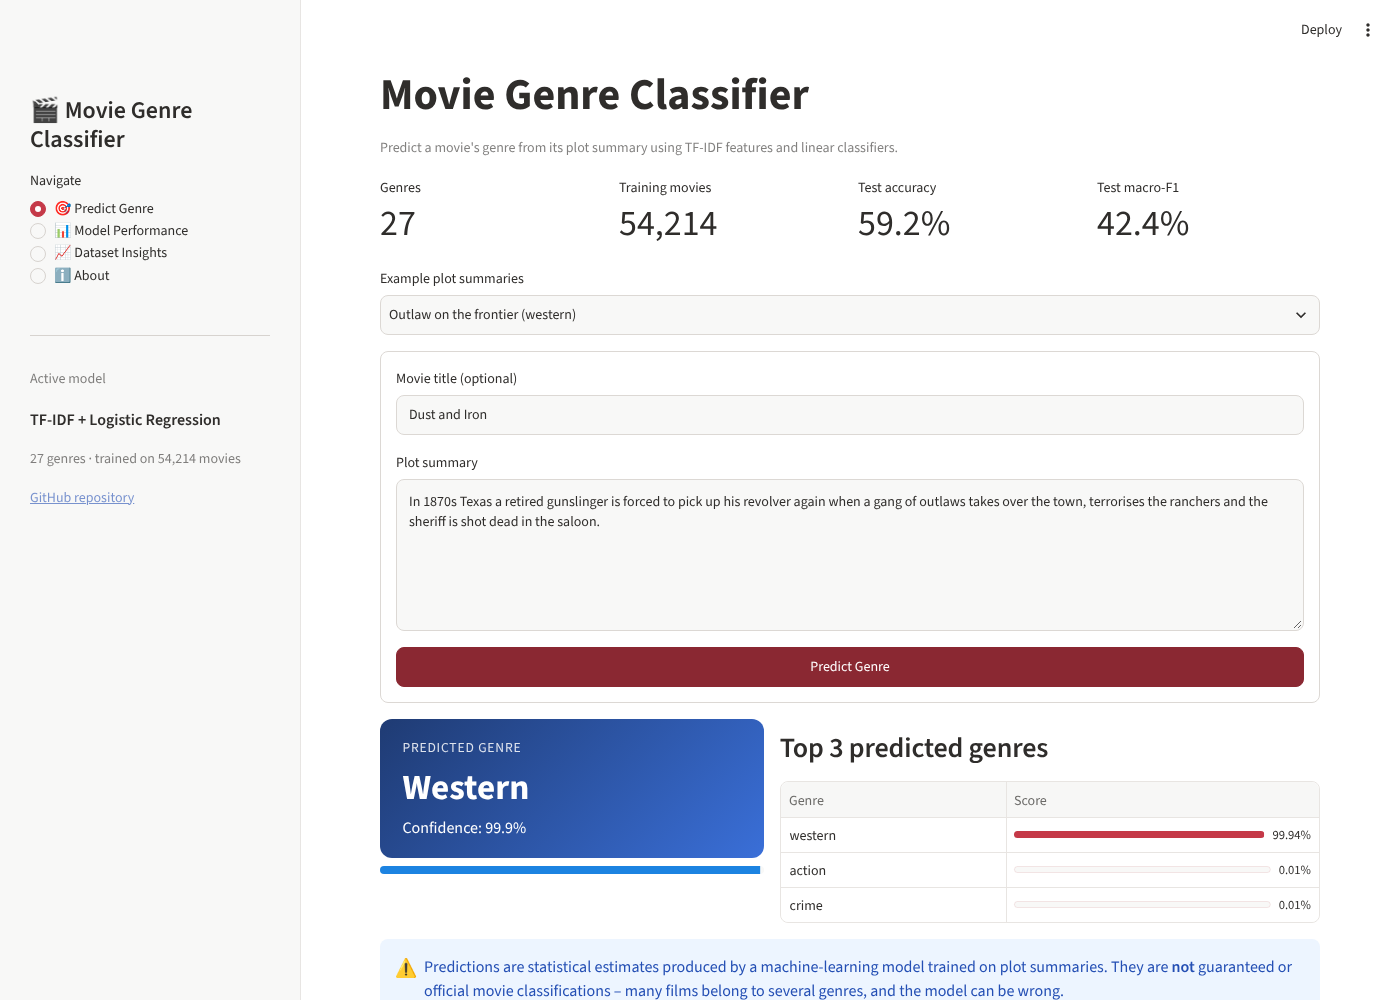 Deploy
🎬 Movie Genre
Classifier
Navigate
🎯 Predict Genre
📊 Model Performance
📈 Dataset Insights
ℹ️ About
Active model
TF-IDF + Logistic Regression
27 genres · trained on 54,214 movies
GitHub repository
Movie Genre Classifier
Predict a movie's genre from its plot summary using TF-IDF features and linear classifiers.
Genres
27
Training movies
54,214
Test accuracy
59.2%
Test macro-F1
42.4%
Example plot summaries
Outlaw on the frontier (western)
Movie title (optional)
Dust and Iron
Plot summary
In 1870s Texas a retired gunslinger is forced to pick up his revolver again when a gang of outlaws takes over the town, terrorises the ranchers and the
sheriff is shot dead in the saloon.
Predict Genre
PREDICTED GENRE
Western
Confidence: 99.9%
Top 3 predicted genres
Genre Score
western 99.94%
action 0.01%
crime 0.01%
⚠️ Predictions are statistical estimates produced by a machine-learning model trained on plot summaries. They are not guaranteed or
official movie classifications – many films belong to several genres, and the model can be wrong.